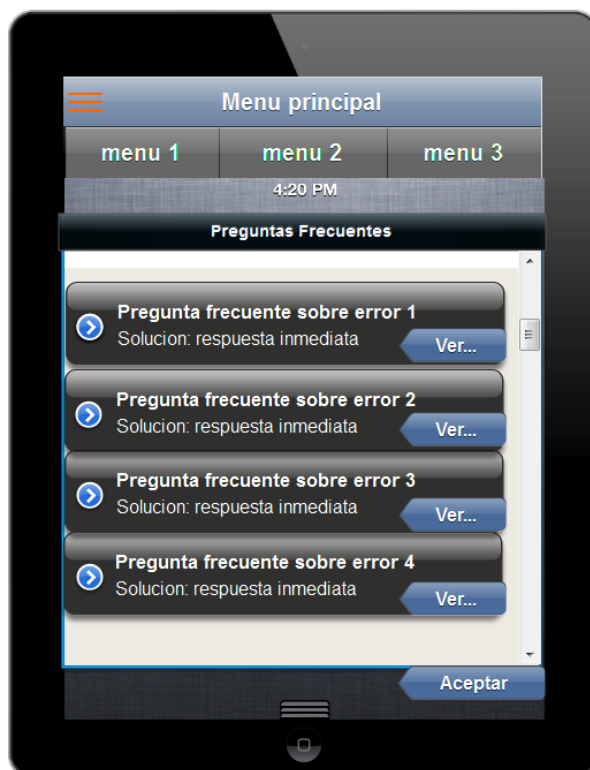 Menu principal
menu 1 menu 2 menu 3
4:20 PM
Preguntas Frecuentes
Pregunta frecuente sobre error 1
Solucion: respuesta inmediata
Ver...
Pregunta frecuente sobre error 2
Solucion: respuesta inmediata
Ver...
Pregunta frecuente sobre error 3
Solucion: respuesta inmediata
Ver...
Pregunta frecuente sobre error 4
Solucion: respuesta inmediata
Ver...
Aceptar